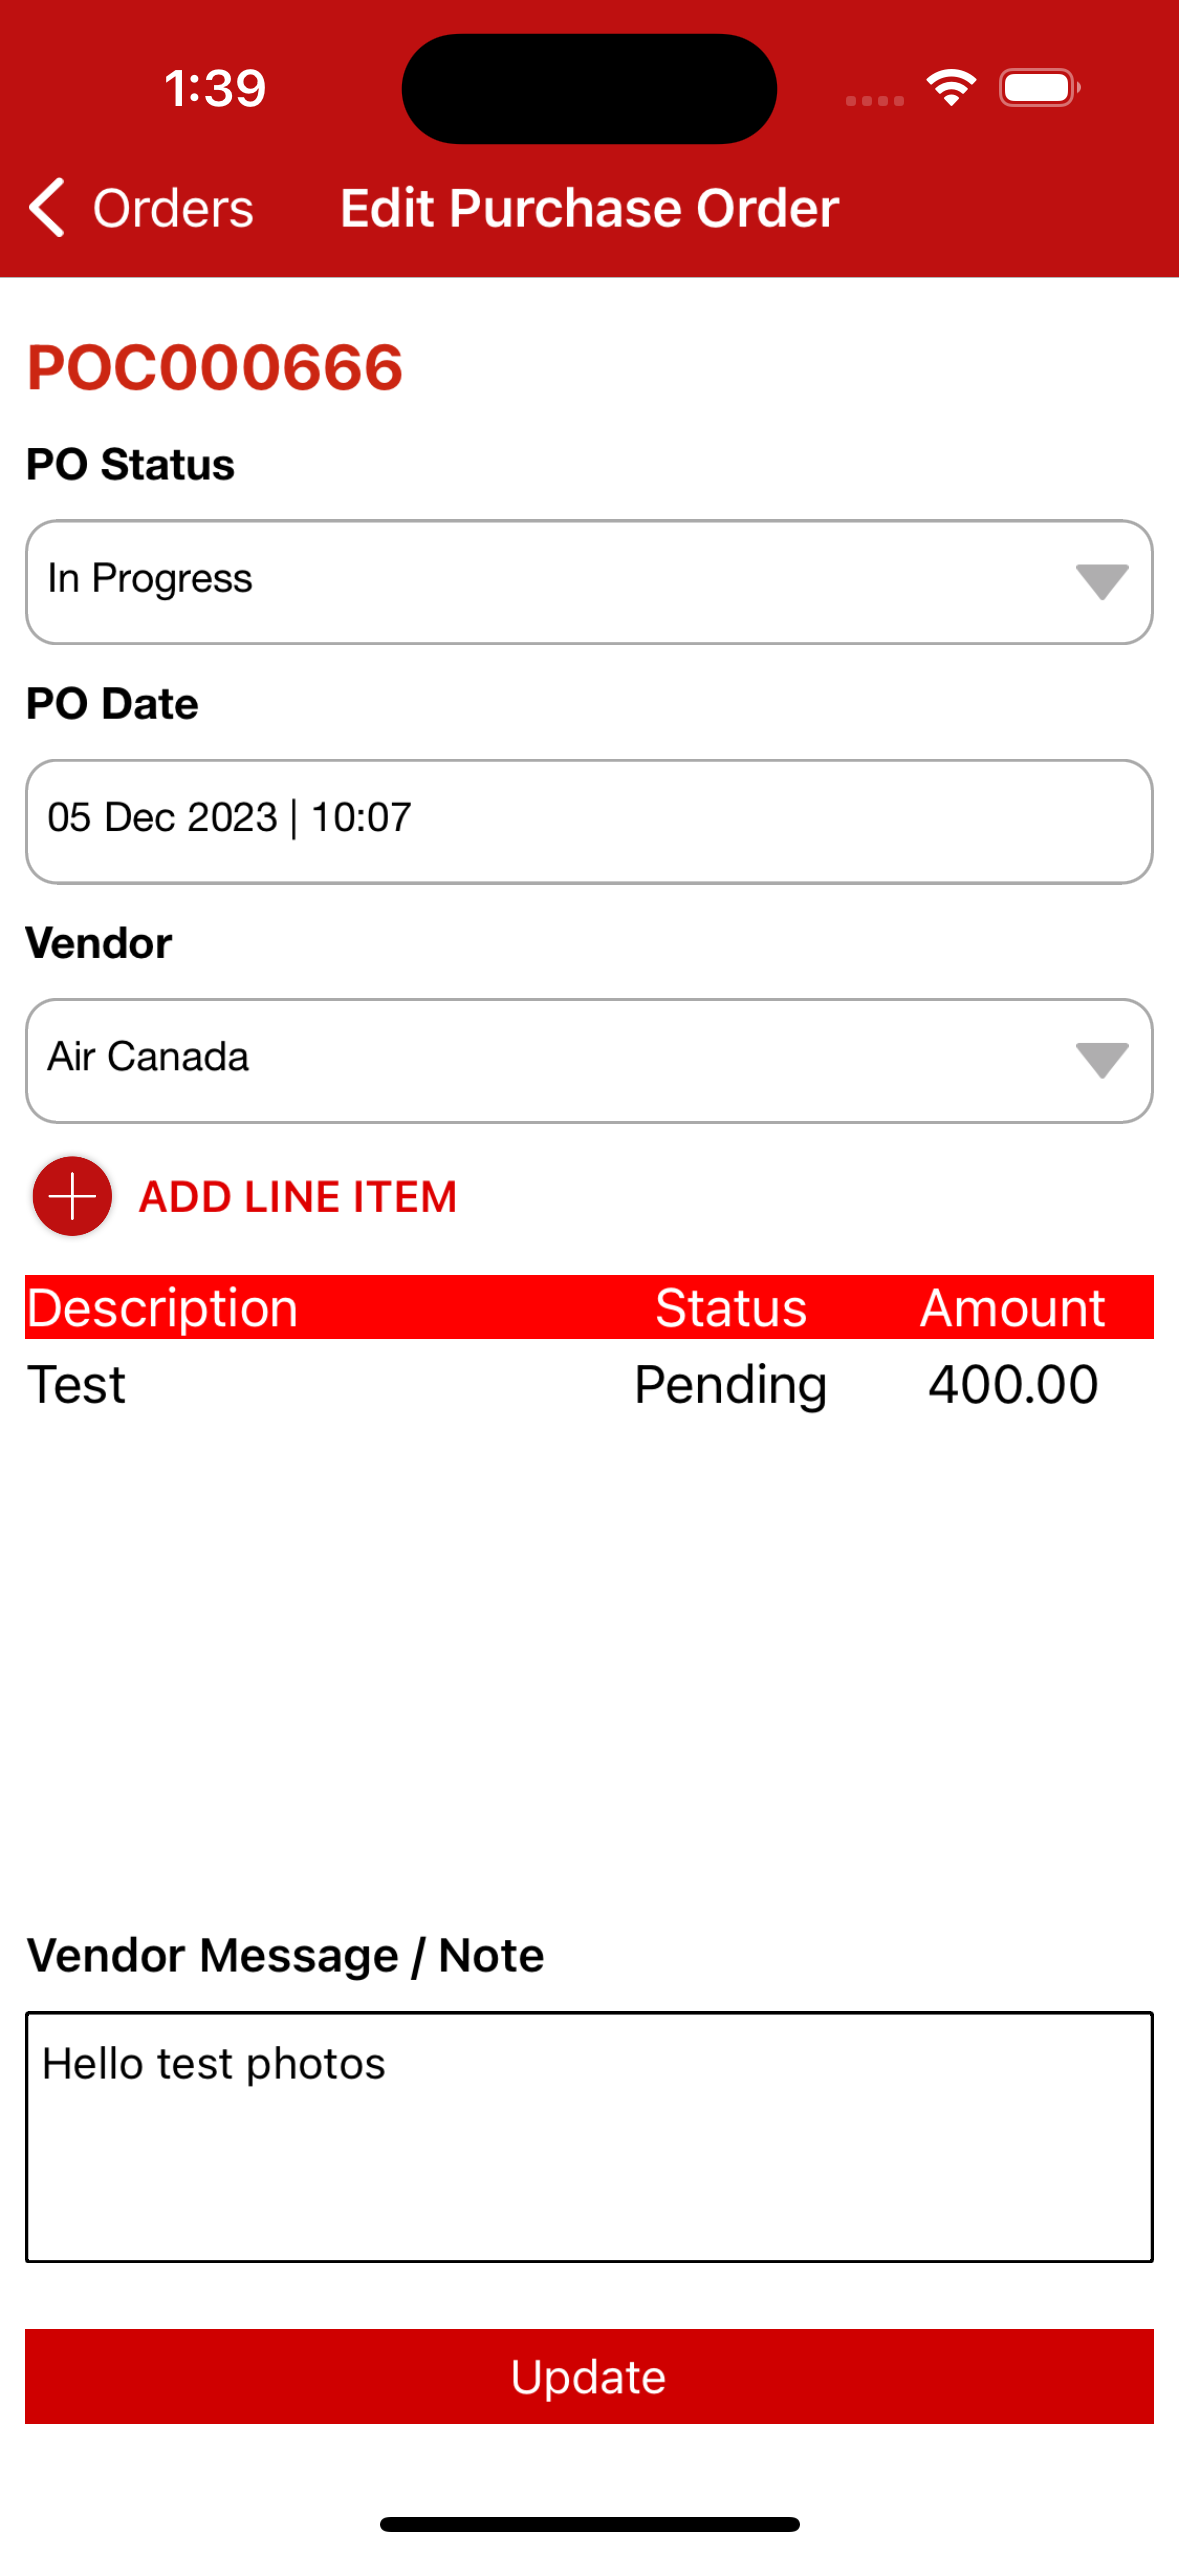 1:39
Orders Edit Purchase Order
POC000666
PO Status
In Progress
PO Date
05 Dec 2023 | 10:07
Vendor
Air Canada
ADD LINE ITEM
Description Status Amount
Test Pending 400.00
Vendor Message / Note
Hello test photos
Update